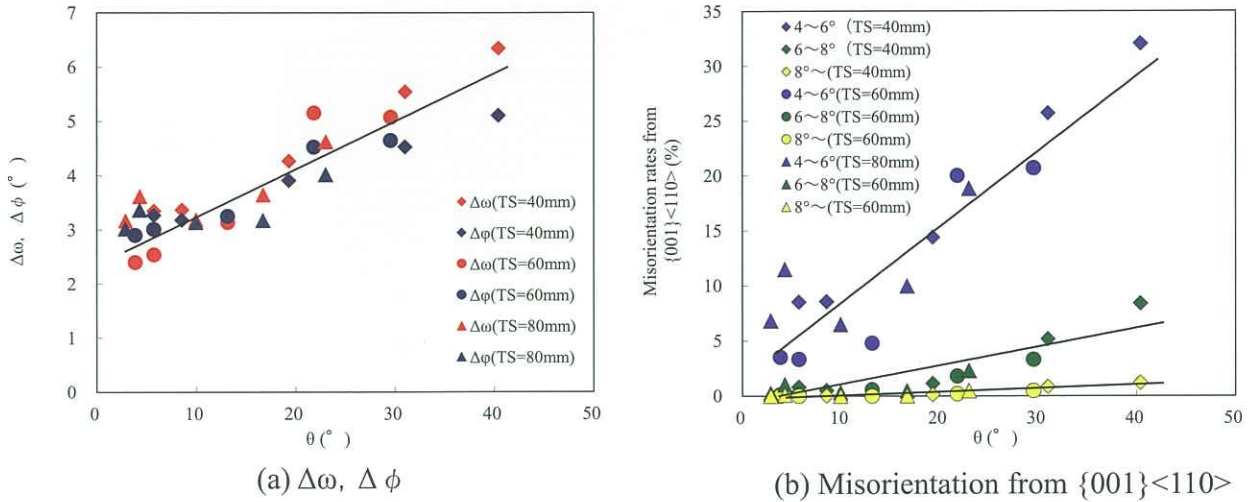 7
6
5
4
3
2
1
0
Δω, Δφ (°)
0 10 20 30 40 50
θ (°)
Δω(TS=40mm)
Δφ(TS=40mm)
Δω(TS=60mm)
Δφ(TS=60mm)
Δω(TS=80mm)
Δφ(TS=80mm)
(a) Δω, Δ ϕ
35
30
25
20
15
10
5
0
Misorientation rates from
{001}<110> (%)
4～6° (TS=40mm)
6～8° (TS=40mm)
8°～(TS=40mm)
4～6°(TS=60mm)
6～8°(TS=60mm)
8°～(TS=60mm)
4～6°(TS=80mm)
6～8°(TS=60mm)
8°～(TS=60mm)
0 10 20 30 40 50
θ (°)
(b) Misorientation from {001}<110>